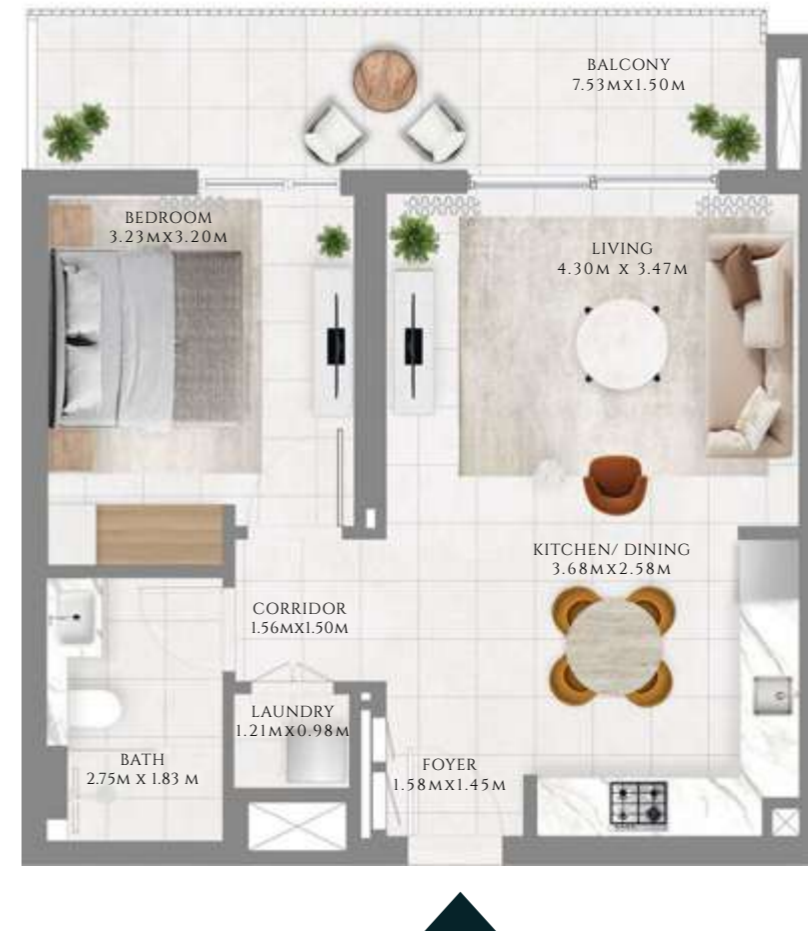 BALCONY
7.53MX1.50M
BEDROOM
3.23MX3.20M
LIVING
4.30M X 3.47M
KITCHEN/ DINING
3.68MX2.58M
CORRIDOR
1.56MX1.50M
LAUNDRY
1.21MX0.98M
BATH
2.75M X 1.83 M
FOYER
1.58MX1.45M